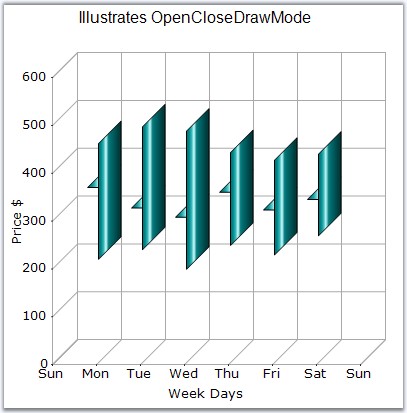 Illustrates OpenCloseDrawMode
600
500
400
300
200
100
0
Price $
Sun Mon Tue Wed Thu Fri Sat Sun
Week Days